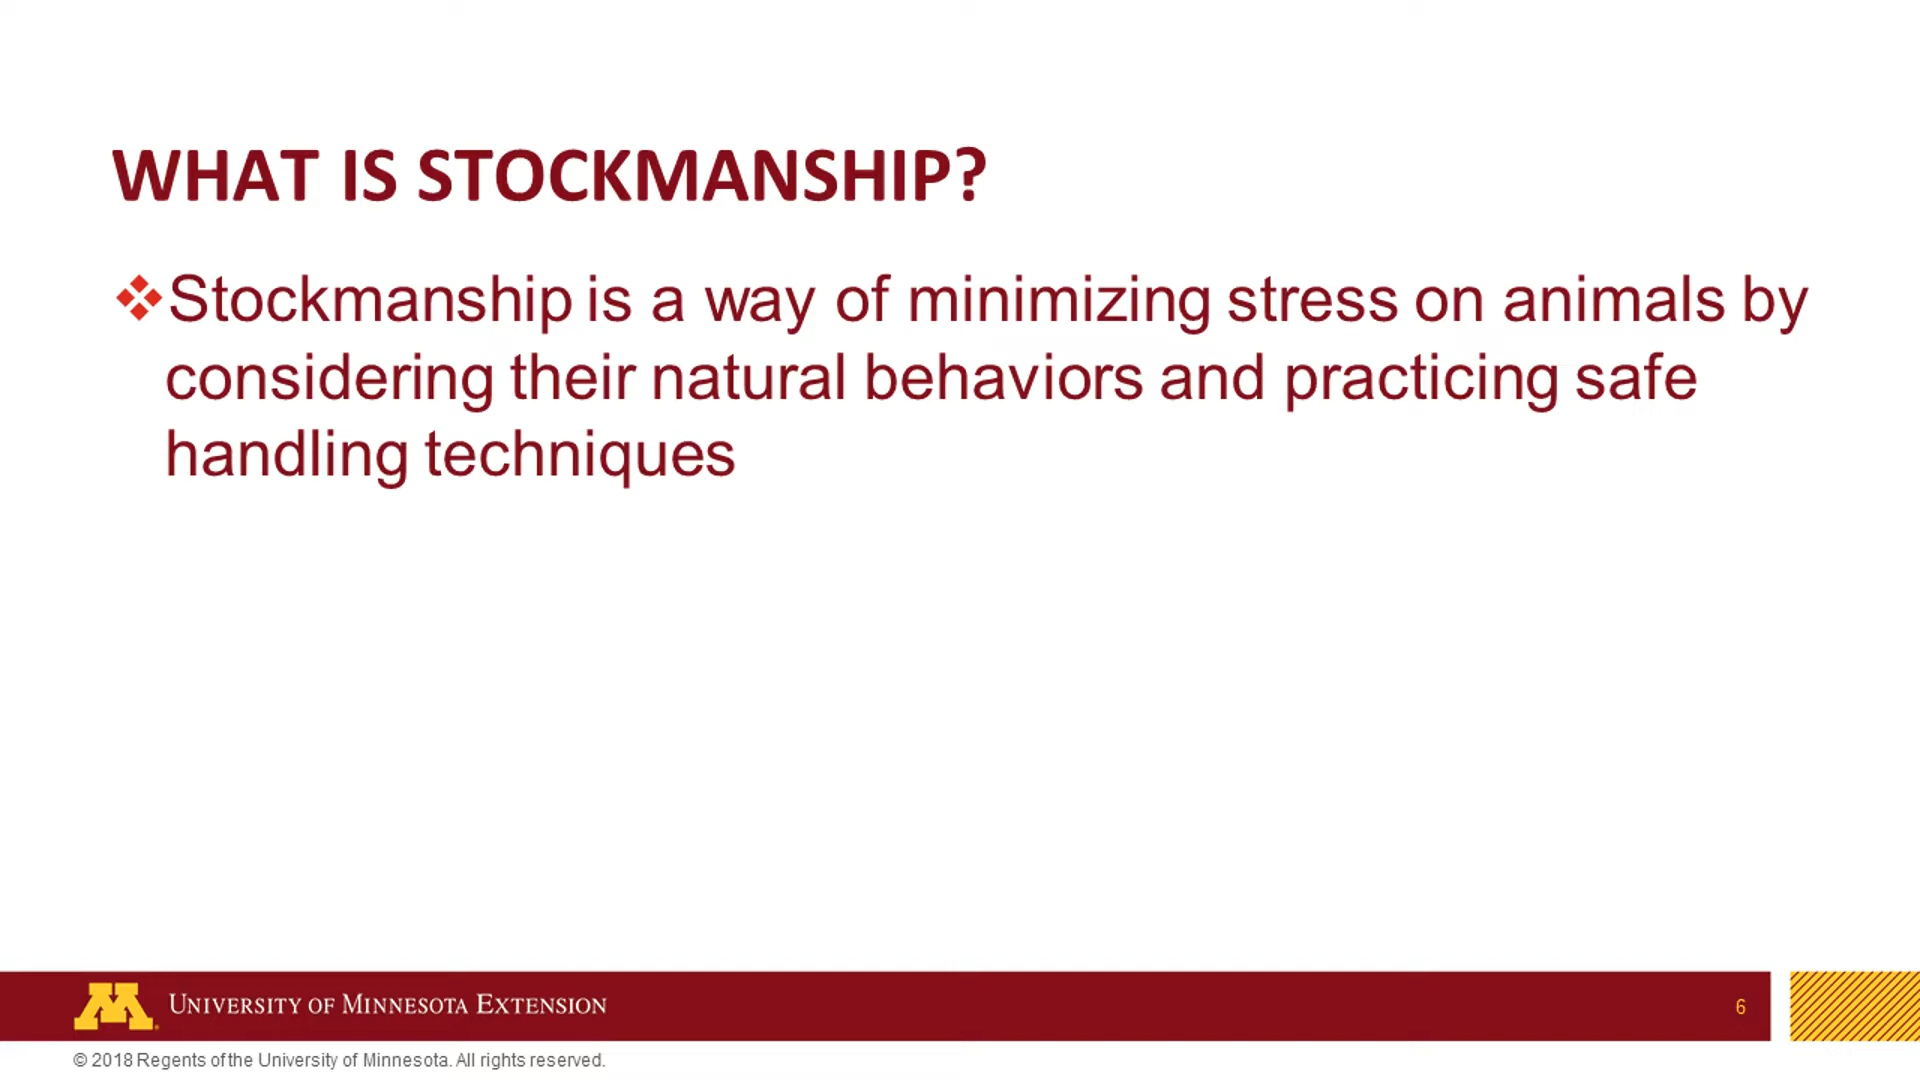 WHAT IS STOCKMANSHIP?
❖Stockmanship is a way of minimizing stress on animals by
considering their natural behaviors and practicing safe
handling techniques
M UNIVERSITY OF MINNESOTA EXTENSION
6
© 2018 Regents of the University of Minnesota. All rights reserved.